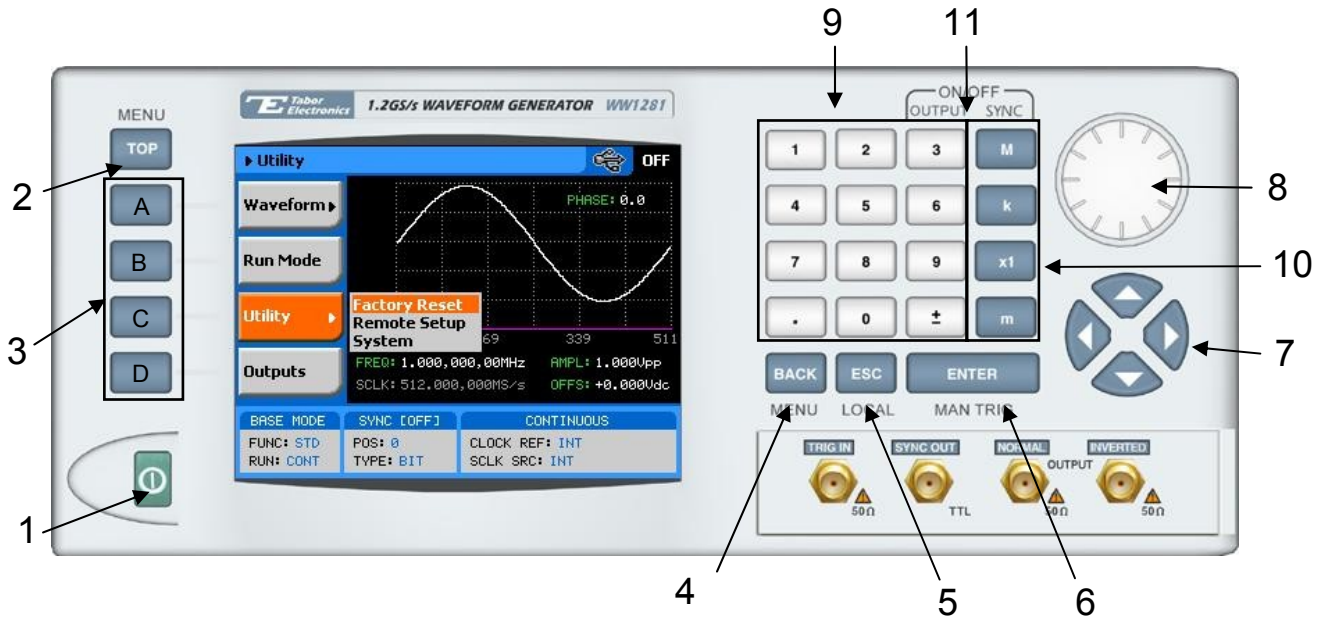 9 11
MENU
TOP
2
A
B
C
D
3
1
Tabor
Electronics
1.2GS/s WAVEFORM GENERATOR WW1281
Utility OFF
Waveform
Run Mode
Utility
Outputs
PHASE: 0.0
Factory Reset
Remote Setup
System
69 339 511
FREQ: 1.000,000,00MHz AMPL: 1.000Vpp
SCLK: 512.000,000MS/s OFFS: +0.000Vdc
BASE MODE SYNC [OFF] CONTINUOUS
FUNC: STD POS: 0 CLOCK REF: INT
RUN: CONT TYPE: BIT SCLK SRC: INT
ON/OFF
OUTPUT SYNC
1 2 3 M
4 5 6 k
7 8 9 x1
. 0 ± m
BACK ESC ENTER
MENU LOCAL MAN TRIG
8
10
7
TRIG IN SYNC OUT NORMAL INVERTED
OUTPUT
50Ω TTL 50Ω 50Ω
4 5 6